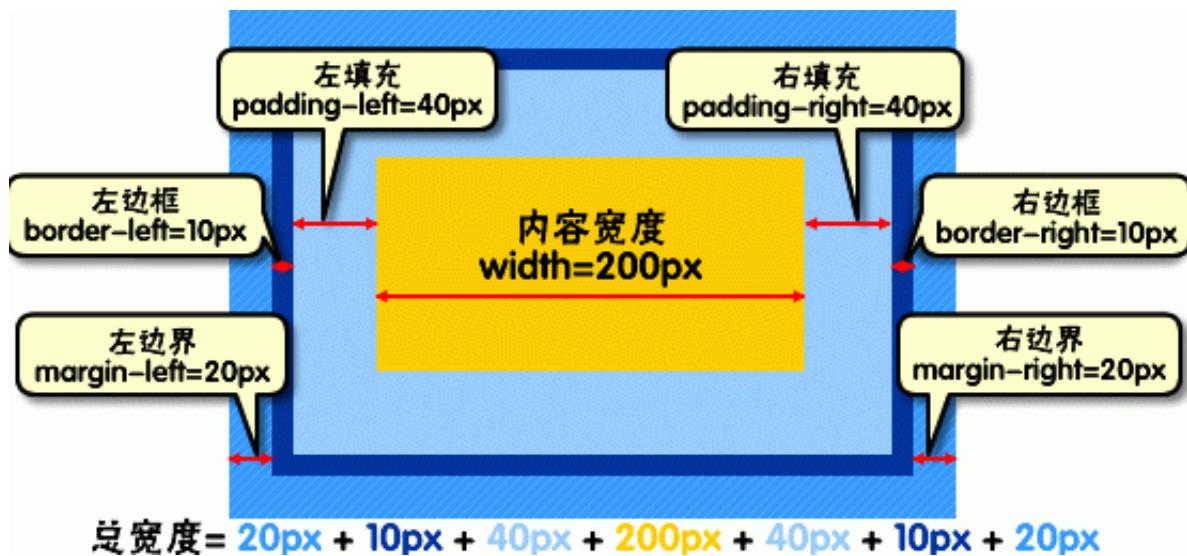 左填充
padding-left=40px
右填充
padding-right=40px
左边框
border-left=10px
内容宽度
width=200px
右边框
border-right=10px
左边界
margin-left=20px
右边界
margin-right=20px
总宽度= 20px + 10px + 40px + 200px + 40px + 10px + 20px